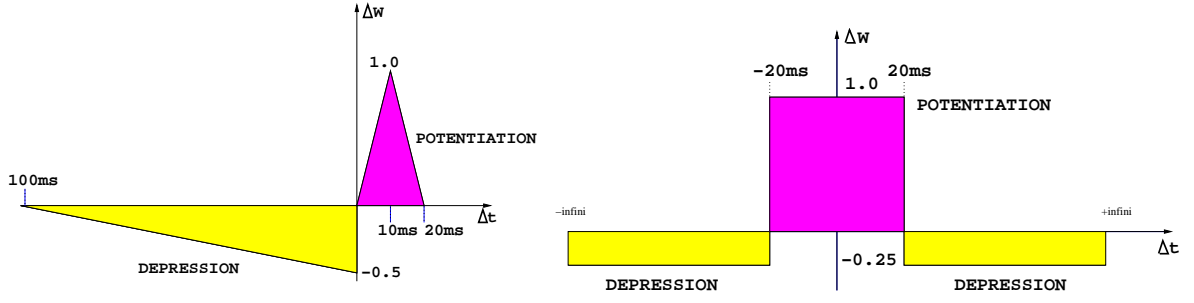 ΔW
1.0
POTENTIATION
100ms
Δt
10ms 20ms
DEPRESSION
-0.5
ΔW
-20ms
20ms
1.0
POTENTIATION
-infini
+infini
Δt
-0.25
DEPRESSION
DEPRESSION